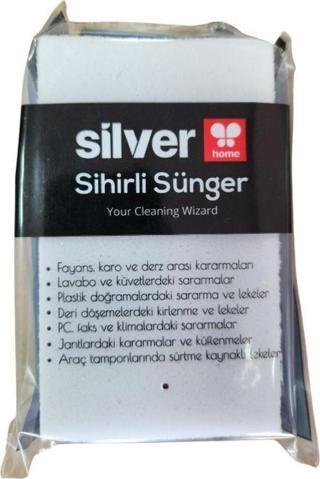 silver
home
Sihirli Sünger
Your Cleaning Wizard
• Fayans, karo ve derz arası kararmaları
• Lavabo ve küvetlerdeki sararmalar
• Plastik doğramalardaki sararma ve lekeler
• Deri döşemelerdeki kirlenme ve lekeler
• PC, faks ve klimalardaki sararmalar
• Jantlardaki kararmalar ve küflenmeler
• Araç tamponlarında sürtme kaynaklı lekeler